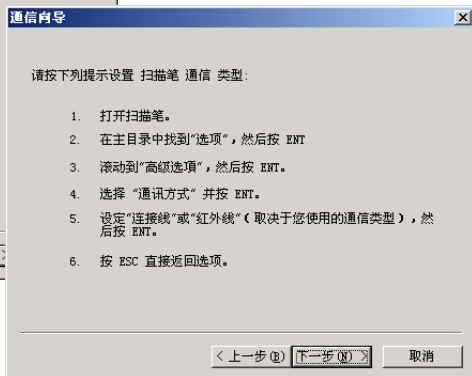 通信向导
请按下列提示设置 扫描笔 通信 类型:
1. 打开扫描笔。
2. 在主目录中找到“选项”，然后按 ENT
3. 滚动到“高级选项”，然后按 ENT。
4. 选择 “通讯方式” 并按 ENT。
5. 设定“连接线”或“红外线”（取决于您使用的通信类型），然
后按 ENT。
6. 按 ESC 直接返回选项。
< 上一步(B) 下一步(N) > 取消